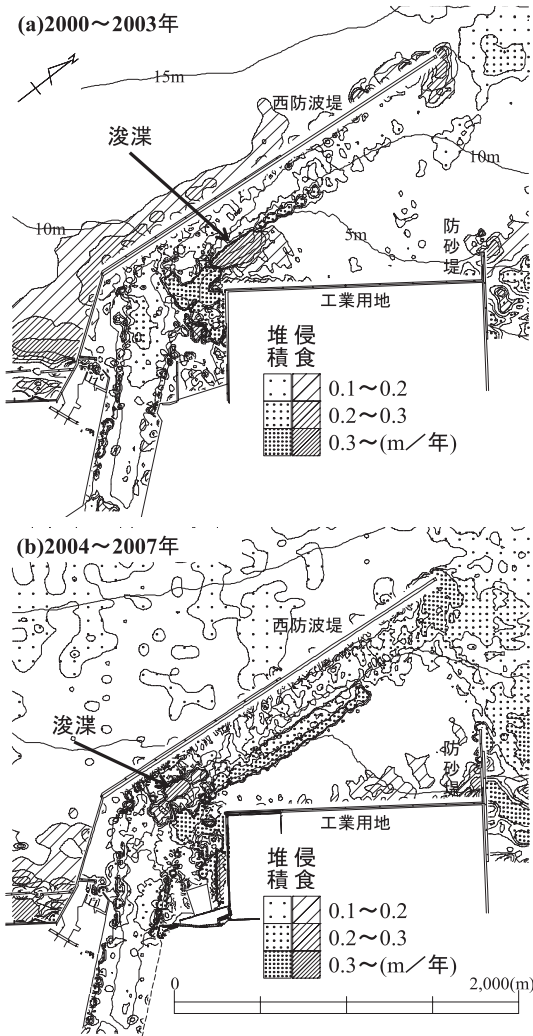 (a)2000～2003年
15m
西防波堤
浚渫
10m
10m
5m
防砂堤
工業用地
堆積 侵食
0.1～0.2
0.2～0.3
0.3～(m／年)
(b)2004～2007年
西防波堤
浚渫
防砂堤
工業用地
堆積 侵食
0.1～0.2
0.2～0.3
0.3～(m／年)
0 2,000(m)